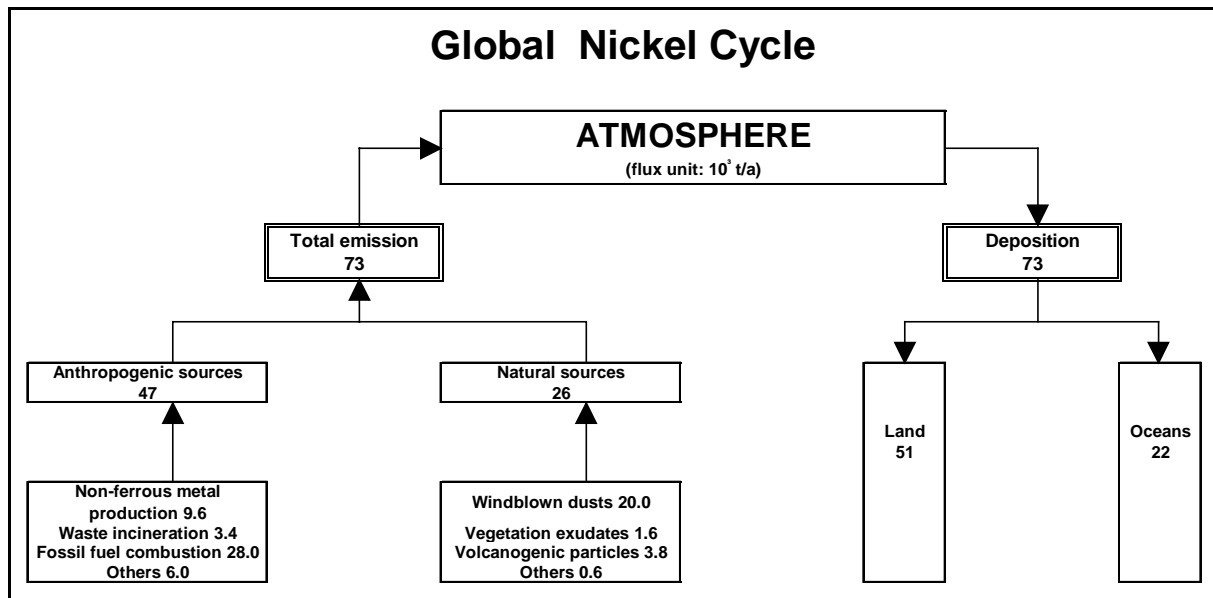 Global Nickel Cycle
ATMOSPHERE
(flux unit: 10³ t/a)
Total emission
73
Deposition
73
Anthropogenic sources
47
Natural sources
26
Land
51
Oceans
22
Non-ferrous metal
production 9.6
Waste incineration 3.4
Fossil fuel combustion 28.0
Others 6.0
Windblown dusts 20.0
Vegetation exudates 1.6
Volcanogenic particles 3.8
Others 0.6